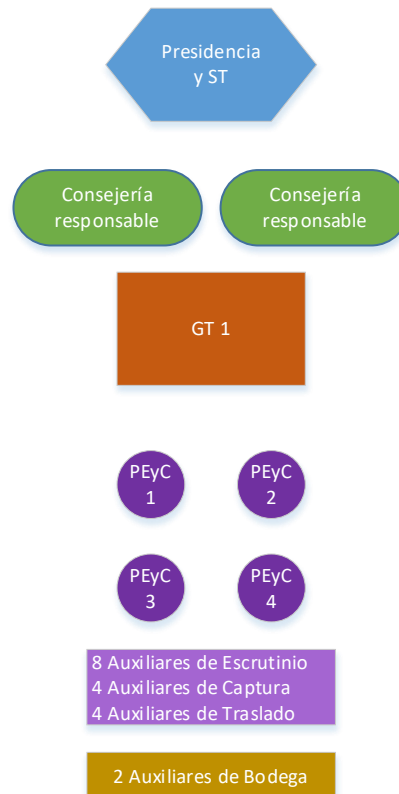 Presidencia
y ST
Consejería
responsable
Consejería
responsable
GT 1
PEyC
1
PEyC
2
PEyC
3
PEyC
4
8 Auxiliares de Escrutinio
4 Auxiliares de Captura
4 Auxiliares de Traslado
2 Auxiliares de Bodega